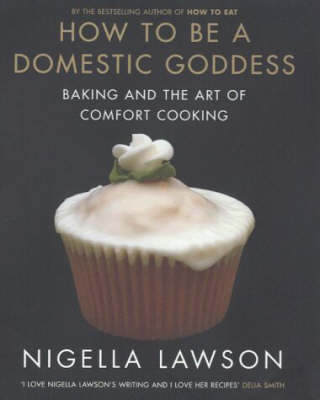 BY THE BESTSELLING AUTHOR OF HOW TO EAT
HOW TO BE A
DOMESTIC GODDESS
BAKING AND THE ART OF
COMFORT COOKING
NIGELLA LAWSON
'I LOVE NIGELLA LAWSON'S WRITING AND I LOVE HER RECIPES' DELIA SMITH